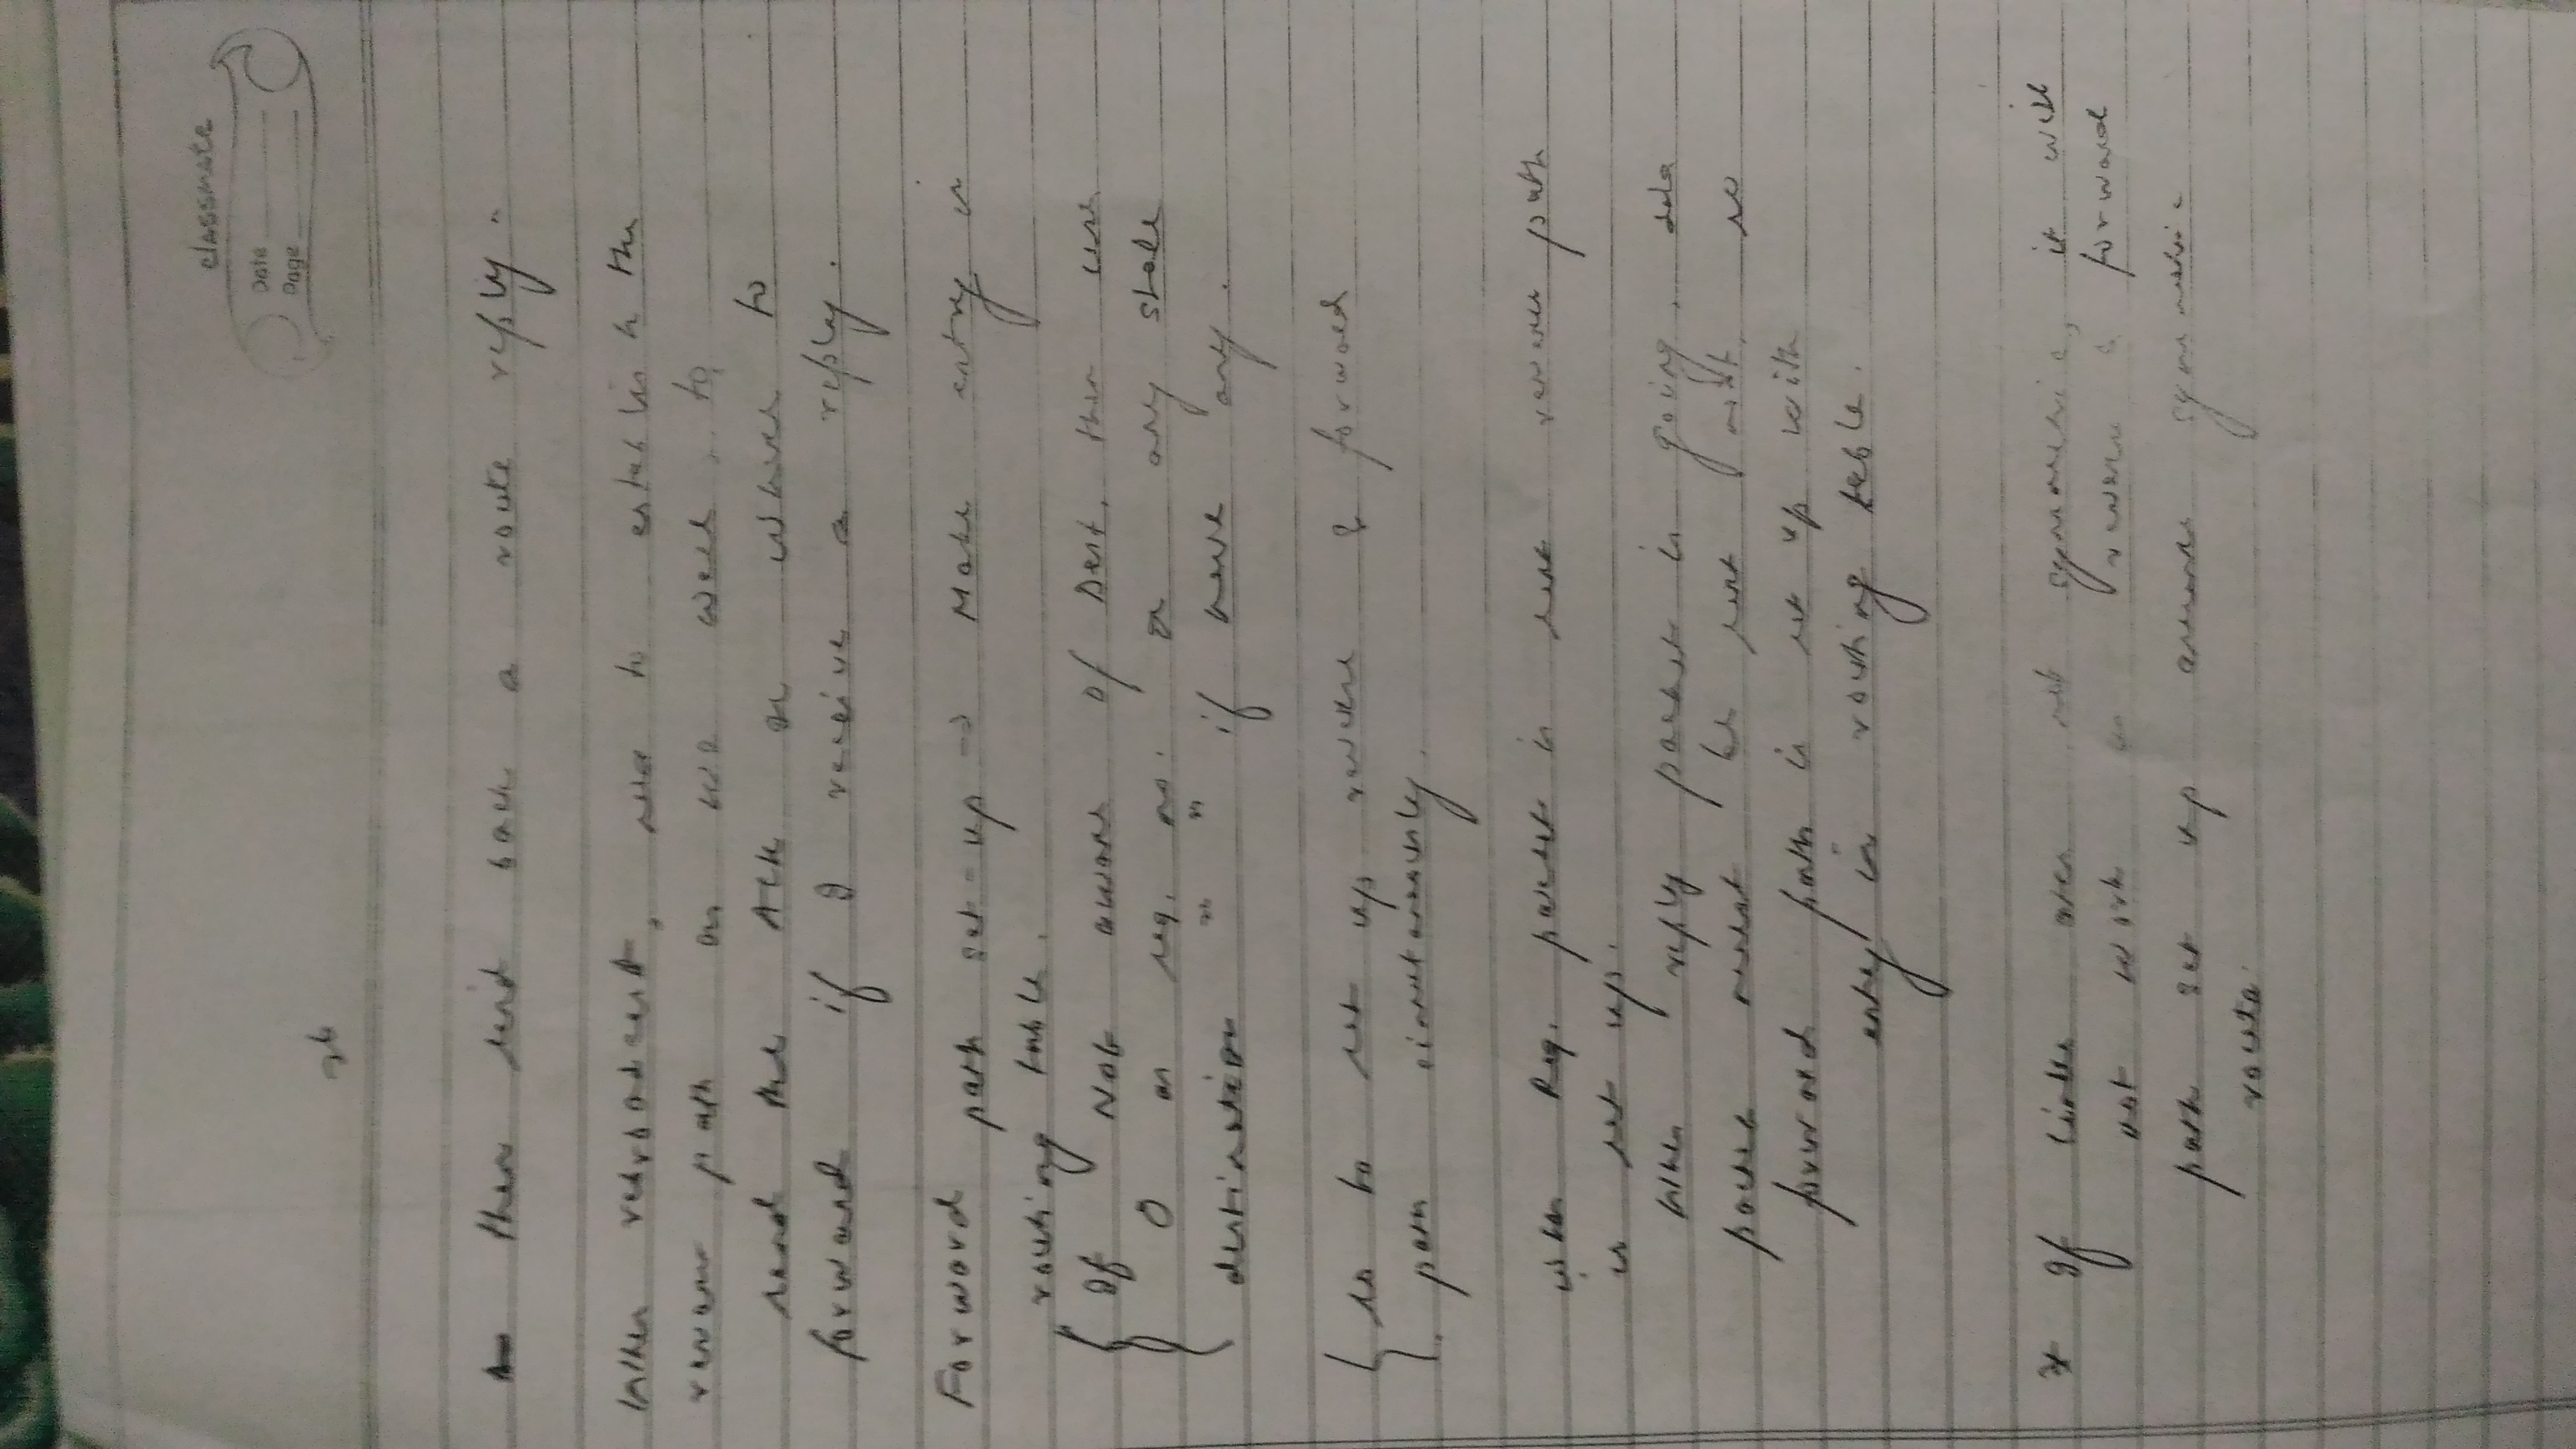 classmate
Date
Page
then send back a route reply.
When rebroadcast, need to establish the
reverse path as we need to
send the Ack or where to
forward if I receive a reply.
Forward path set-up → Make entry in
routing table.
If Not aware of Dest. then use
0 as seq. no. or any stale
destination " " if have any.
so to set up reverse & forward
path simultaneously.
when Req. packet is sent reverse path
is set up.
When reply packet is going, data
packet must be sent next, so
forward path is set up with
entry in routing table.
* If links are not symmetric, it will
not work as reverse & forward
path set up assume symmetric
route.